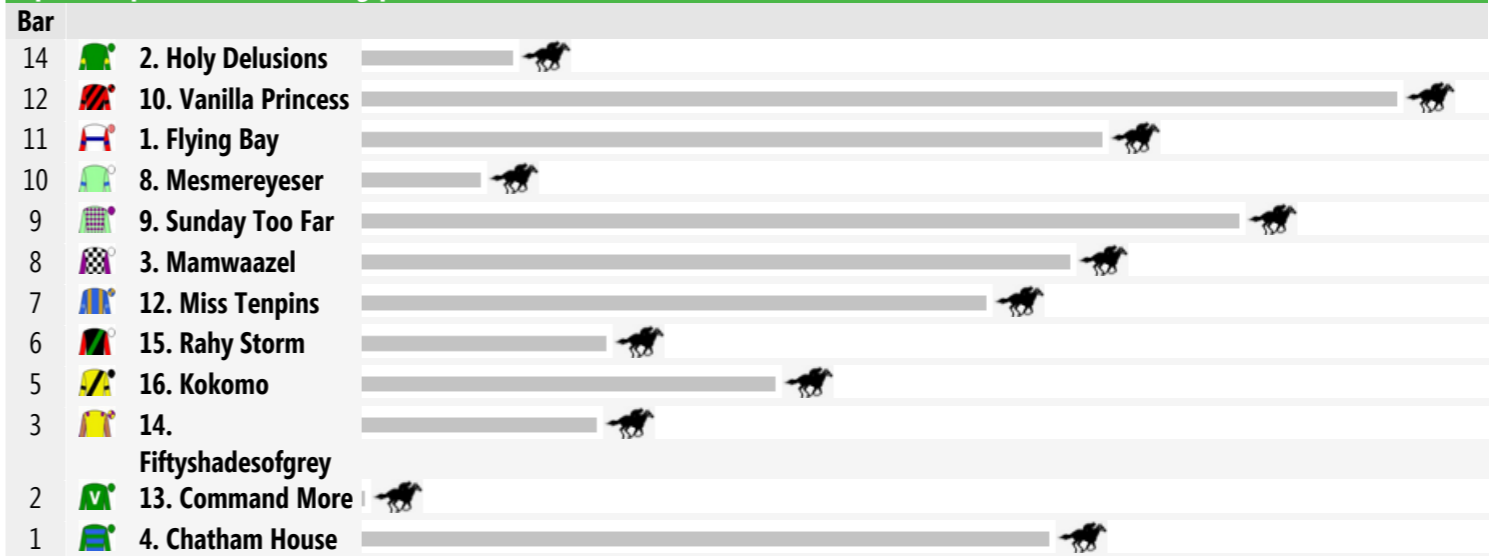 Bar
14 2. Holy Delusions
12 10. Vanilla Princess
11 1. Flying Bay
10 8. Mesmereyeser
9 9. Sunday Too Far
8 3. Mamwaazel
7 12. Miss Tenpins
6 15. Rahy Storm
5 16. Kokomo
3 14.
Fiftyshadesofgrey
2 V 13. Command More
1 4. Chatham House